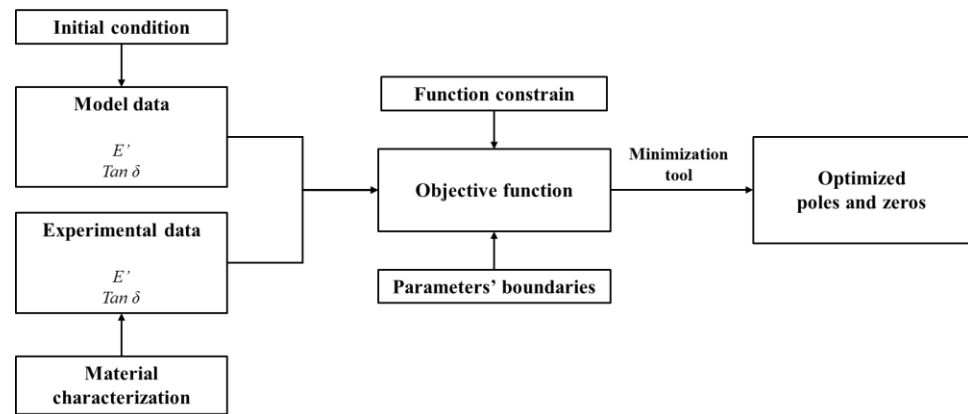 Initial condition
Model data
E’
Tan δ
Experimental data
E’
Tan δ
Material
characterization
Function constrain
Objective function
Parameters’ boundaries
Minimization
tool
Optimized
poles and zeros